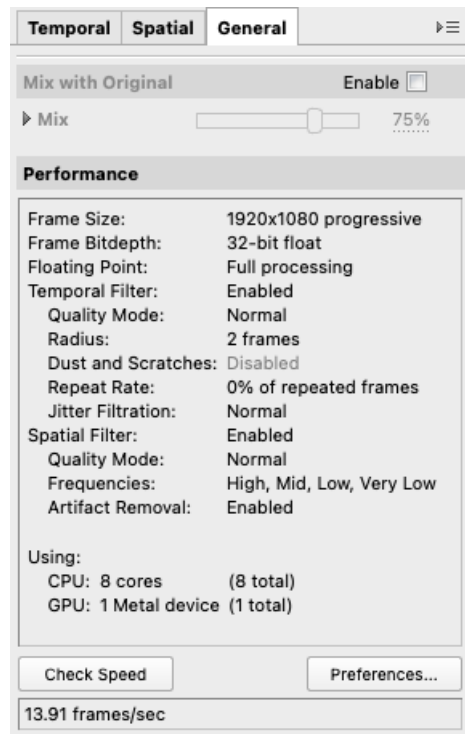 Temporal Spatial General
Mix with Original Enable
Mix 75%
Performance
Frame Size: 1920x1080 progressive
Frame Bitdepth: 32-bit float
Floating Point: Full processing
Temporal Filter: Enabled
Quality Mode: Normal
Radius: 2 frames
Dust and Scratches: Disabled
Repeat Rate: 0% of repeated frames
Jitter Filtration: Normal
Spatial Filter: Enabled
Quality Mode: Normal
Frequencies: High, Mid, Low, Very Low
Artifact Removal: Enabled
Using:
CPU: 8 cores (8 total)
GPU: 1 Metal device (1 total)
Check Speed Preferences...
13.91 frames/sec